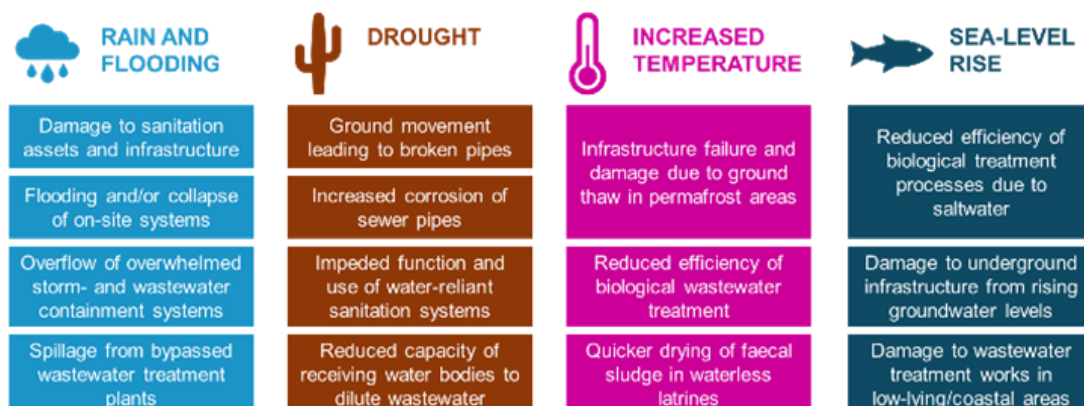 RAIN AND
FLOODING
Damage to sanitation
assets and infrastructure
Flooding and/or collapse
of on-site systems
Overflow of overwhelmed
storm- and wastewater
containment systems
Spillage from bypassed
wastewater treatment
plants
DROUGHT
Ground movement
leading to broken pipes
Increased corrosion of
sewer pipes
Impeded function and
use of water-reliant
sanitation systems
Reduced capacity of
receiving water bodies to
dilute wastewater
INCREASED
TEMPERATURE
Infrastructure failure and
damage due to ground
thaw in permafrost areas
Reduced efficiency of
biological wastewater
treatment
Quicker drying of faecal
sludge in waterless
latrines
SEA-LEVEL
RISE
Reduced efficiency of
biological treatment
processes due to
saltwater
Damage to underground
infrastructure from rising
groundwater levels
Damage to wastewater
treatment works in
low-lying/coastal areas